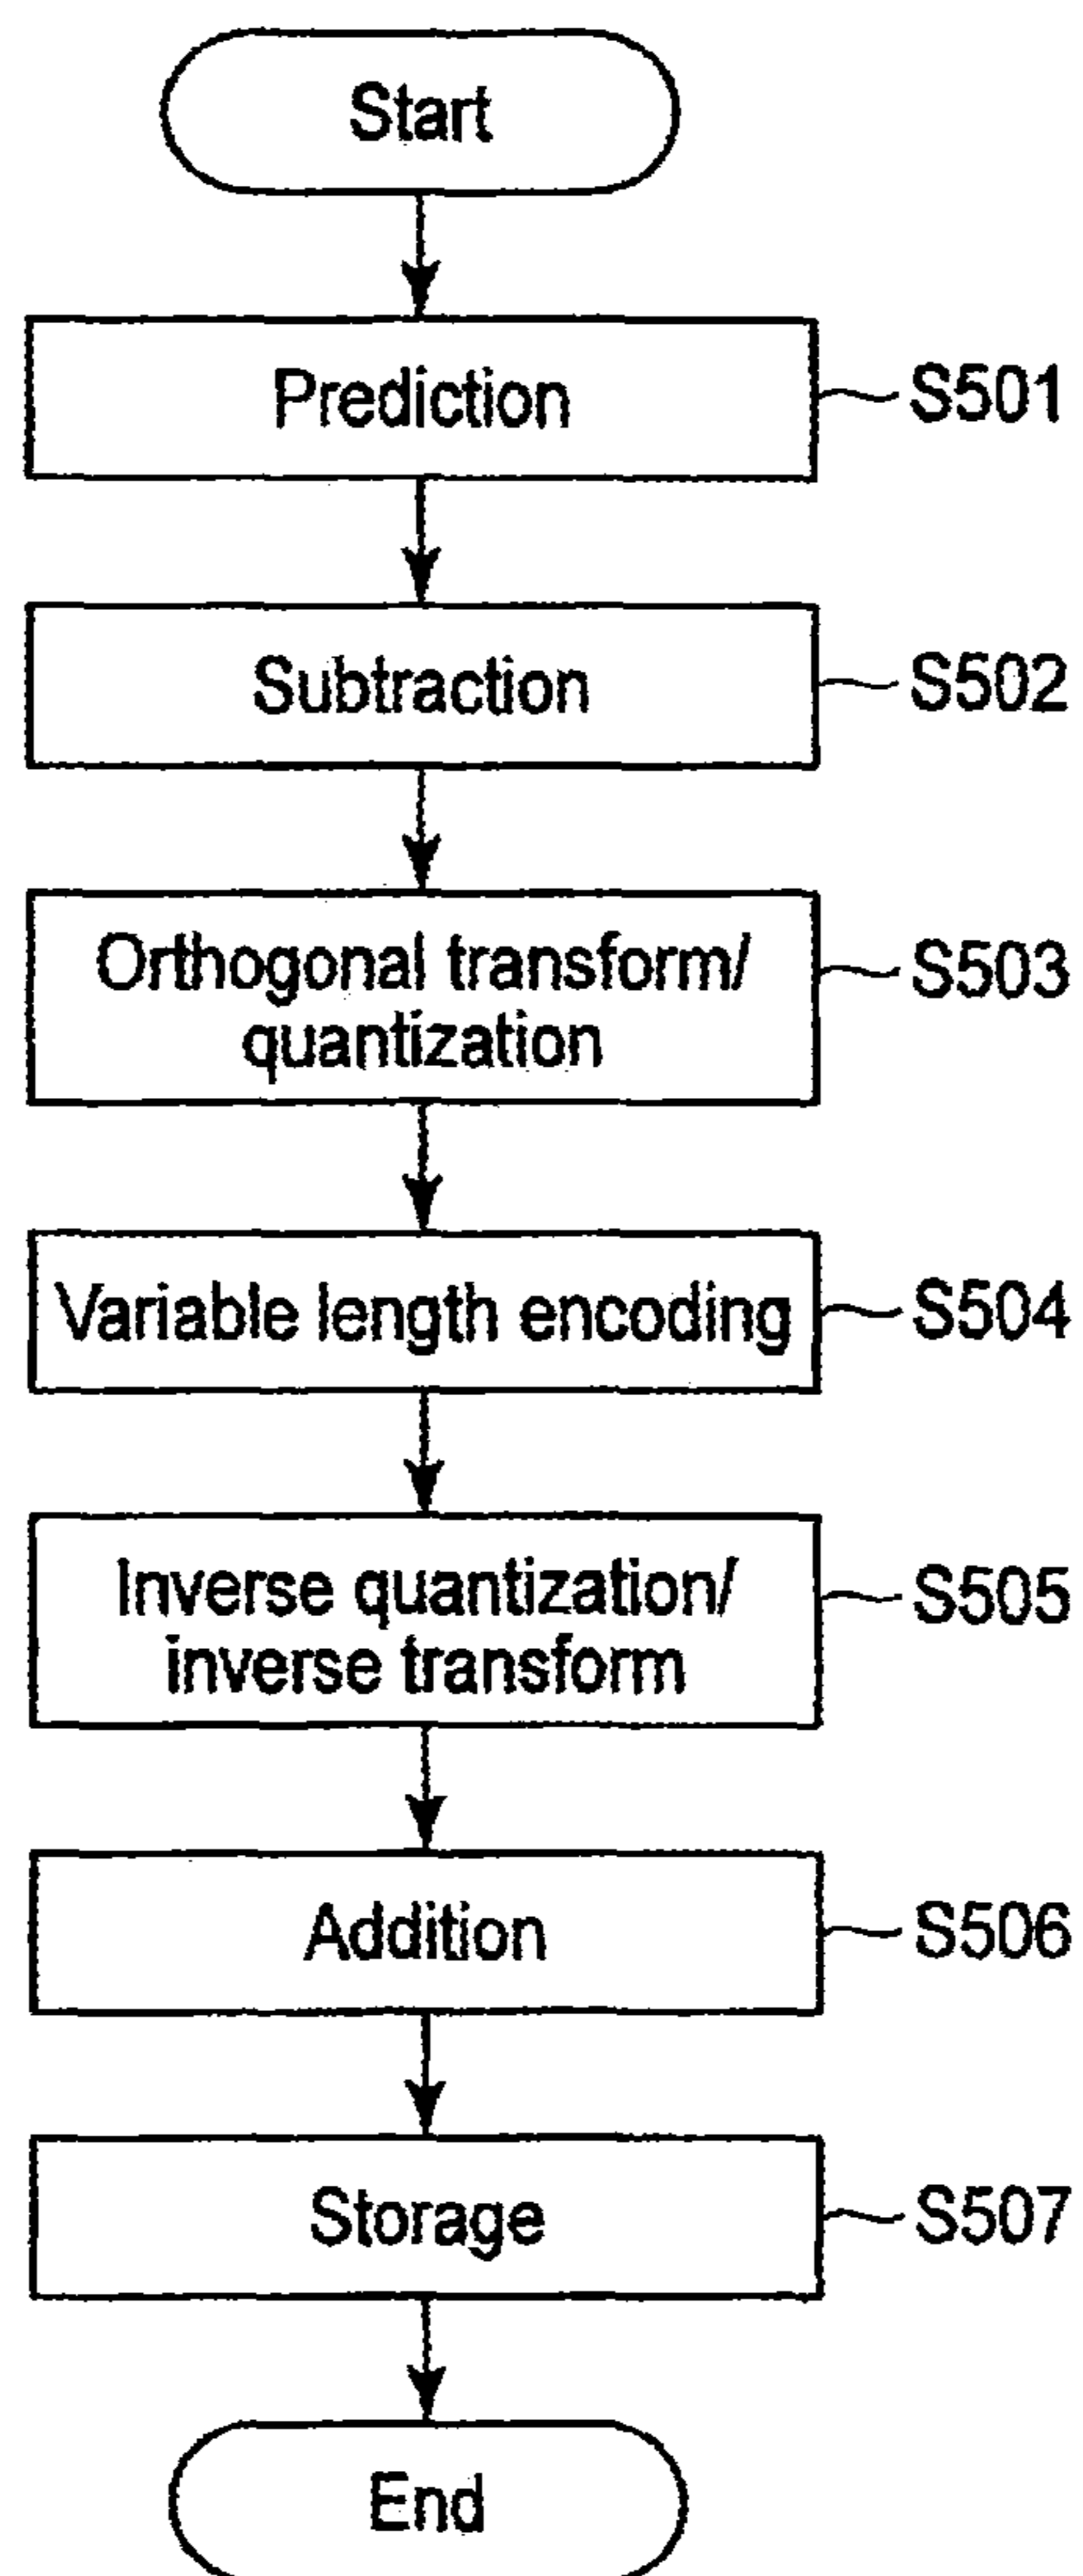 Start
Prediction
S501
Subtraction
S502
Orthogonal transform/
quantization
S503
Variable length encoding
S504
Inverse quantization/
inverse transform
S505
Addition
S506
Storage
S507
End